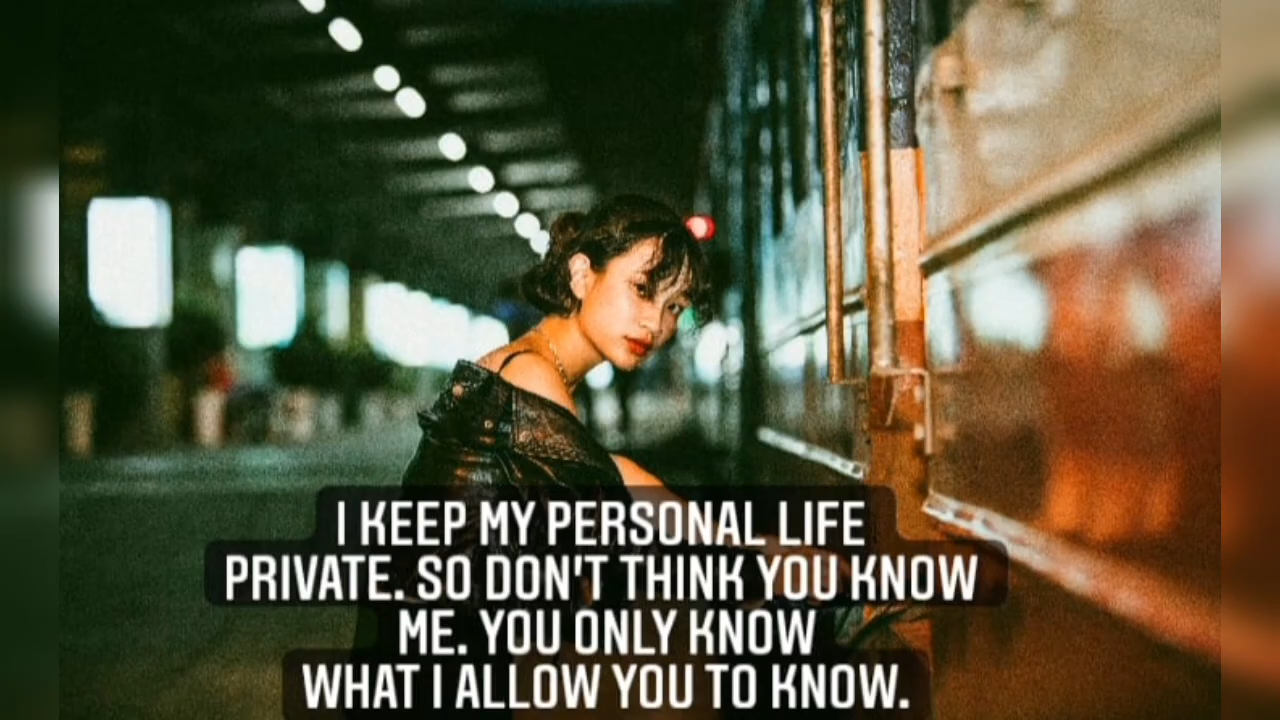 I KEEP MY PERSONAL LIFE
PRIVATE. SO DON'T THINK YOU KNOW
ME. YOU ONLY KNOW
WHAT I ALLOW YOU TO KNOW.